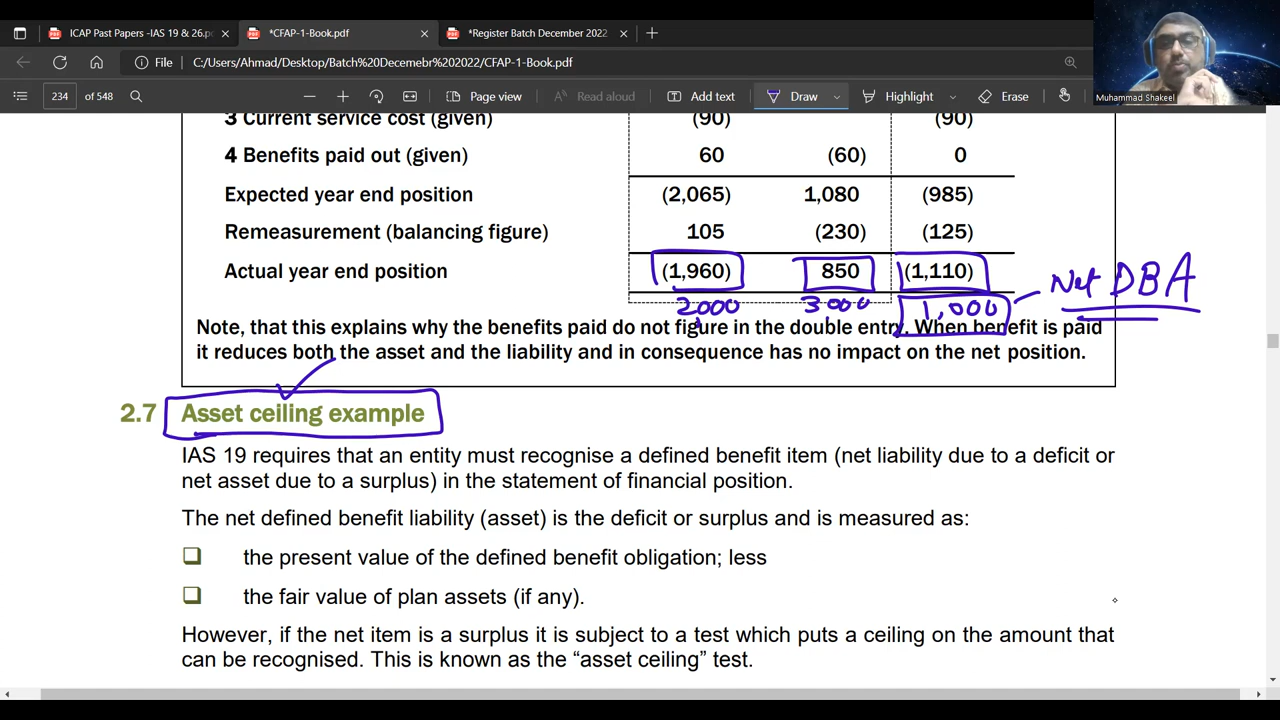 ICAP Past Papers -IAS 19 & 26.p
*CFAP-1-Book.pdf
*Register Batch December 2022
File
C:/Users/Ahmad/Desktop/Batch%20Decemebr%202022/CFAP-1-Book.pdf
234 of 548
Page view
Read aloud
Add text
Draw
Highlight
Erase
Muhammad Shakeel
3 Current service cost (given) (90) (90)
4 Benefits paid out (given) 60 (60) 0
Expected year end position (2,065) 1,080 (985)
Remeasurement (balancing figure) 105 (230) (125)
Actual year end position (1,960) 850 (1,110)
Net DBA
2000 3,000 1,000
Note, that this explains why the benefits paid do not figure in the double entry. When benefit is paid
it reduces both the asset and the liability and in consequence has no impact on the net position.
2.7 Asset ceiling example
IAS 19 requires that an entity must recognise a defined benefit item (net liability due to a deficit or
net asset due to a surplus) in the statement of financial position.
The net defined benefit liability (asset) is the deficit or surplus and is measured as:
the present value of the defined benefit obligation; less
the fair value of plan assets (if any).
However, if the net item is a surplus it is subject to a test which puts a ceiling on the amount that
can be recognised. This is known as the “asset ceiling” test.